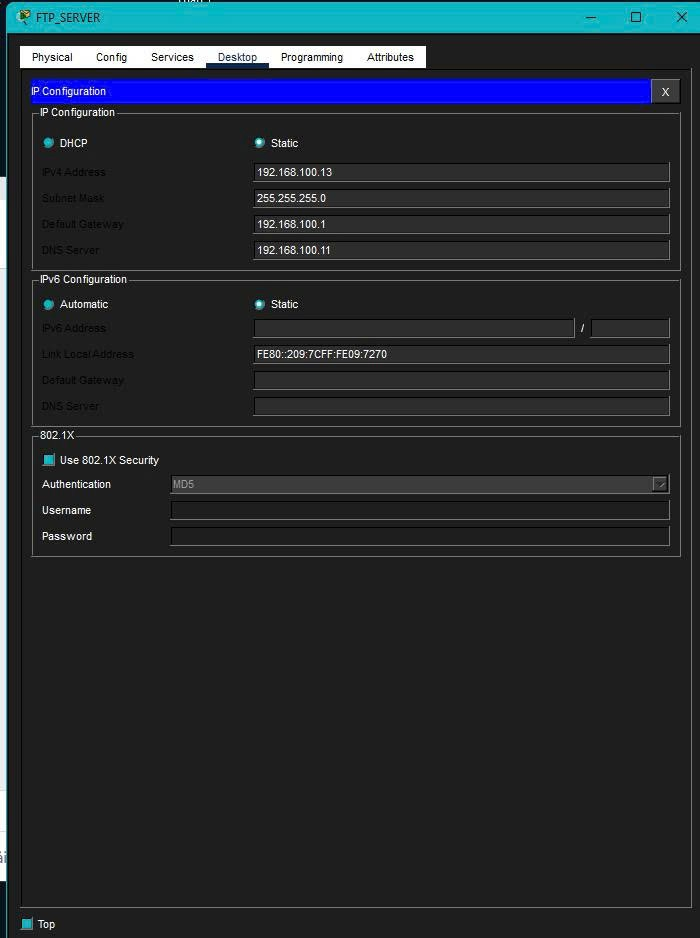 FTP_SERVER
Physical Config Services Desktop Programming Attributes
IP Configuration
X
IP Configuration
DHCP Static
IPv4 Address 192.168.100.13
Subnet Mask 255.255.255.0
Default Gateway 192.168.100.1
DNS Server 192.168.100.11
IPv6 Configuration
Automatic Static
IPv6 Address /
Link Local Address FE80::209:7CFF:FE09:7270
Default Gateway
DNS Server
802.1X
Use 802.1X Security
Authentication MD5
Username
Password
Top